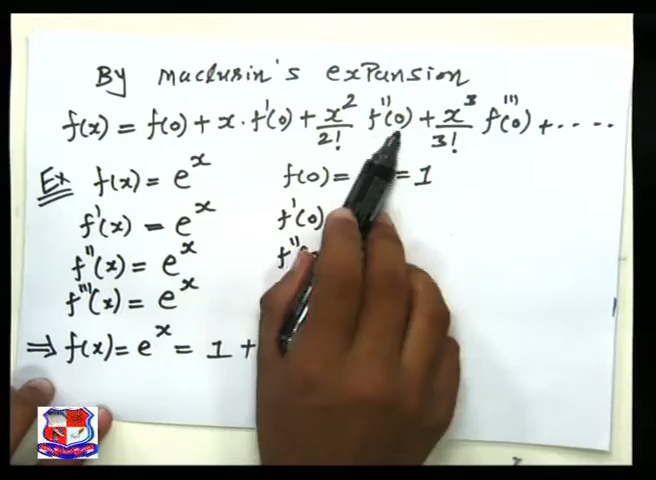 By maclurin's exPansion
f(x) = f(0) + x · f'(0) + x²/2! f''(0) + x³/3! f'''(0) + ·····
Ex f(x) = eˣ f(0) = = 1
f'(x) = eˣ f'(0)
f''(x) = eˣ f''(0
f'''(x) = eˣ
⇒ f(x) = eˣ = 1 +